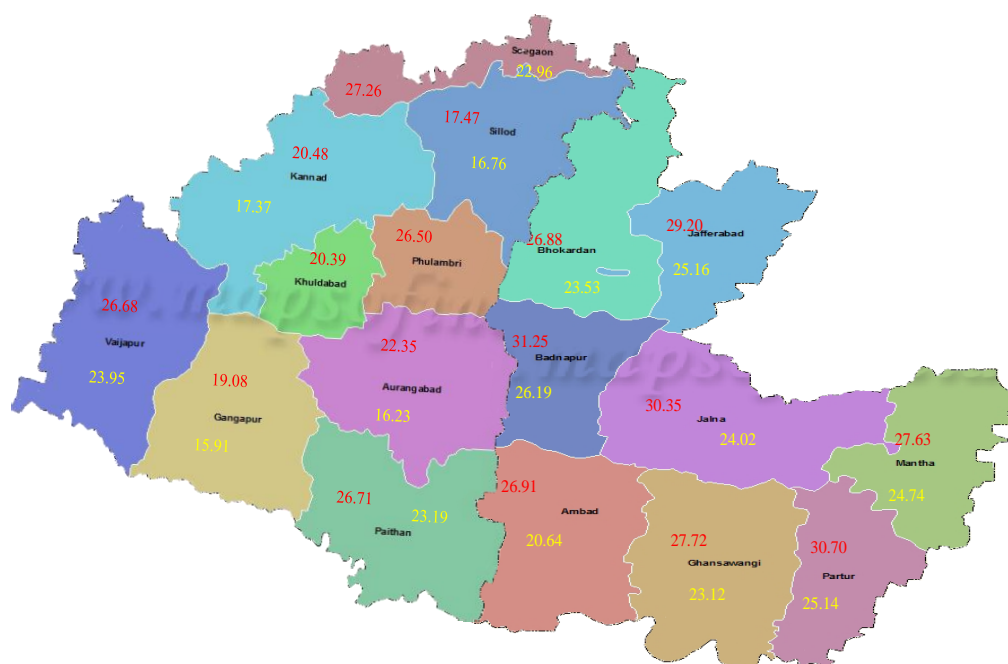 Soegaon
22.96
27.26
17.47
Sillod
16.76
20.48
Kannad
17.37
26.50
Phulambri
20.39
Khuldabad
26.88
Bhokardan
23.53
29.20
Jafferabad
25.16
26.68
Vaijapur
23.95
19.08
Gangapur
15.91
22.35
Aurangabad
16.23
31.25
Badnapur
26.19
30.35
Jalna
24.02
27.63
Mantha
24.74
26.71
23.19
Paithan
26.91
Ambad
20.64
27.72
Ghansawangi
23.12
30.70
Partur
25.14